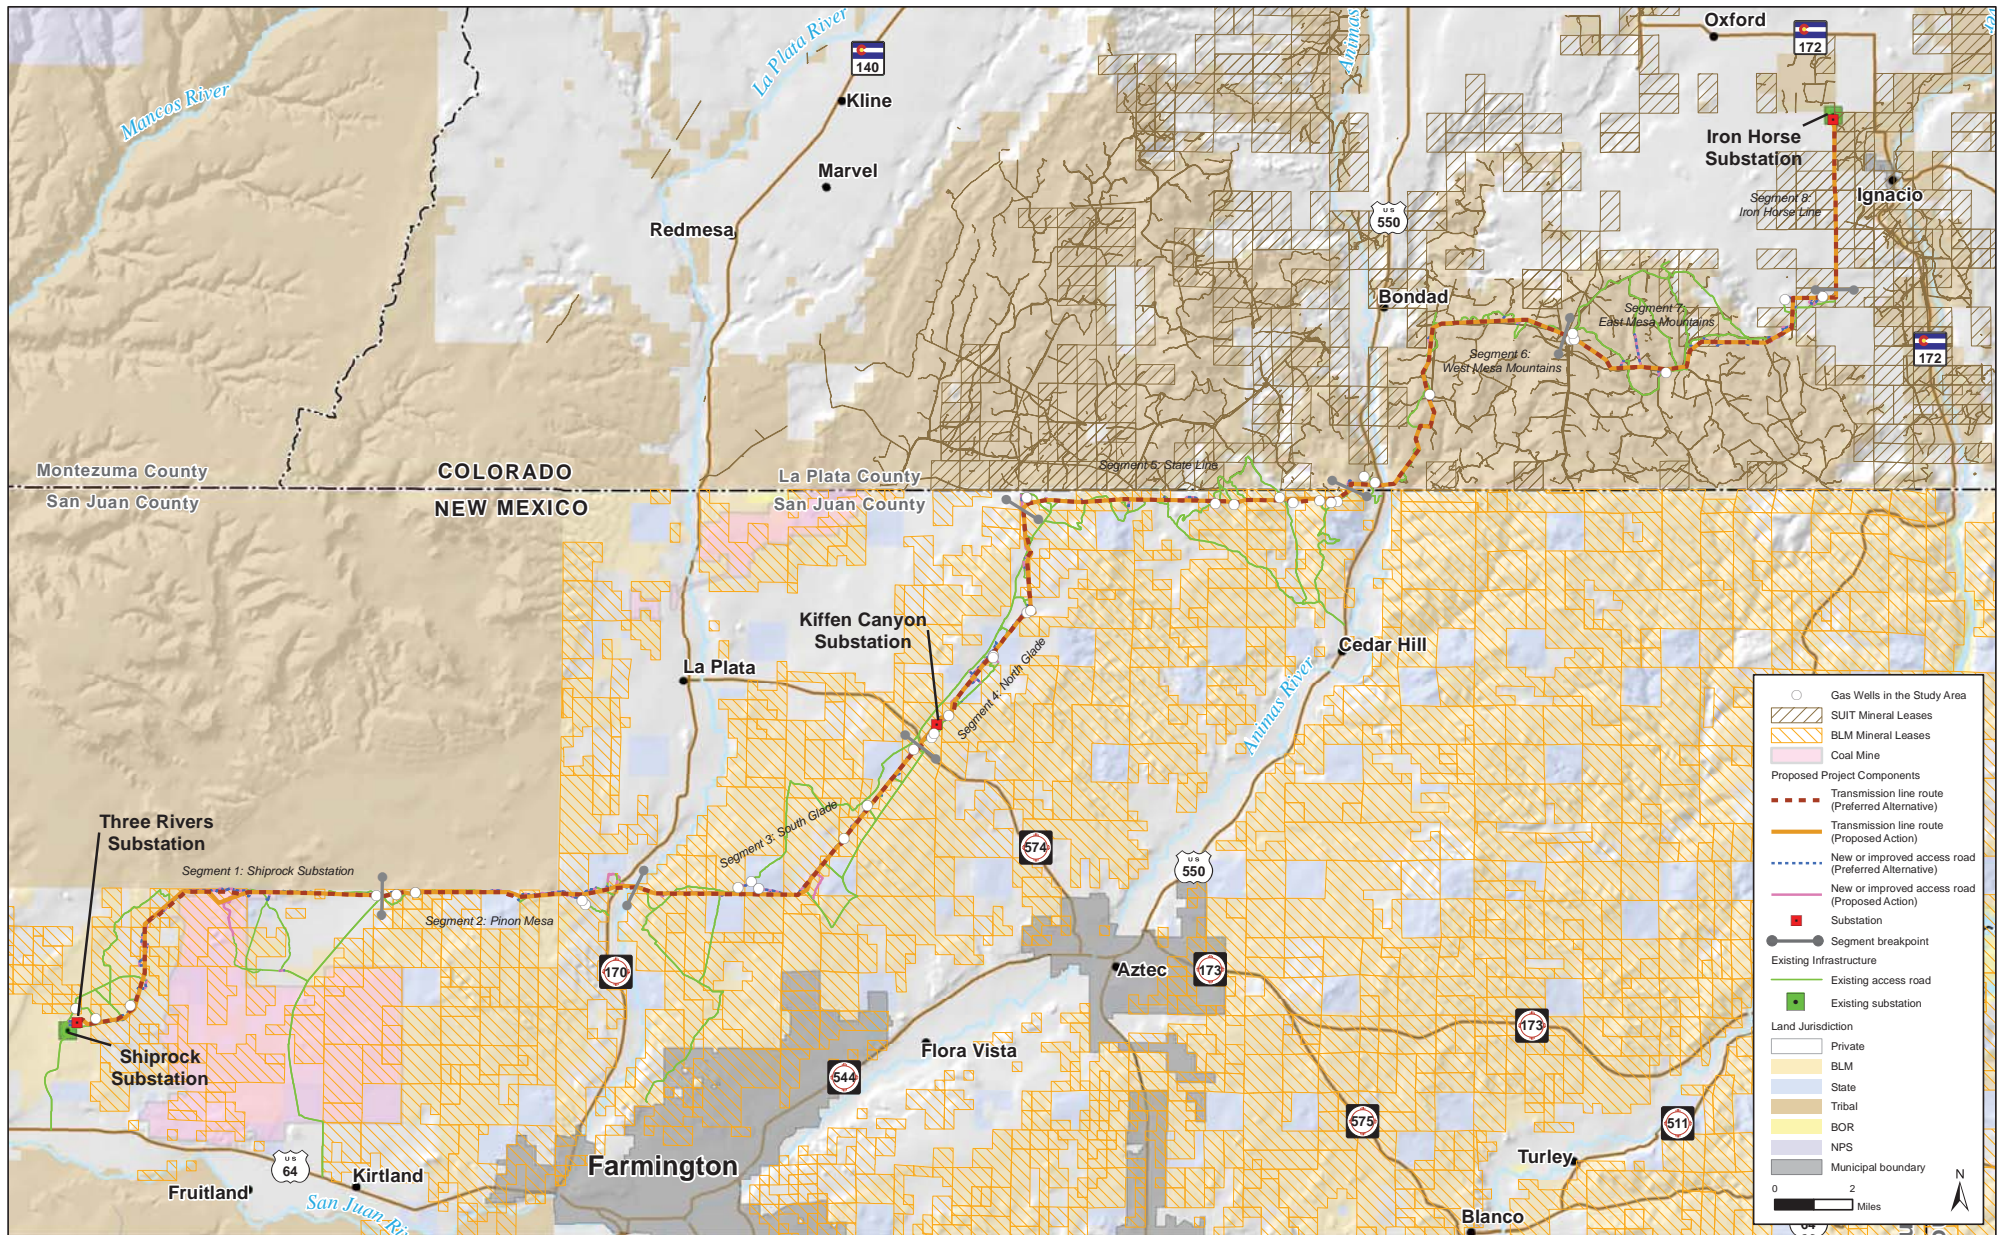 Oxford
172
Mancos River
La Plata River
140
Animas
Kline
Iron Horse
Substation
Marvel
Ignacio
Segment 8:
Iron Horse Line
US
550
Redmesa
Bondad
Segment 7:
East Mesa Mountains
172
Segment 6:
West Mesa Mountains
Montezuma County
COLORADO
La Plata County
Segment 5: State Line
San Juan County
NEW MEXICO
San Juan County
Kiffen Canyon
Substation
Cedar Hill
La Plata
Segment 4: North Glade
Animas River
Three Rivers
Substation
Segment 3: South Glade
574
US
550
Segment 1: Shiprock Substation
Segment 2: Pinon Mesa
170
Aztec
173
173
Shiprock
Substation
Flora Vista
544
575
511
US
64
Farmington
Turley
Fruitland
Kirtland
San Juan Ri
Blanco
64
Gas Wells in the Study Area
SUIT Mineral Leases
BLM Mineral Leases
Coal Mine
Proposed Project Components
Transmission line route
(Preferred Alternative)
Transmission line route
(Proposed Action)
New or improved access road
(Preferred Alternative)
New or improved access road
(Proposed Action)
Substation
Segment breakpoint
Existing Infrastructure
Existing access road
Existing substation
Land Jurisdiction
Private
BLM
State
Tribal
BOR
NPS
Municipal boundary
N
0 2
Miles